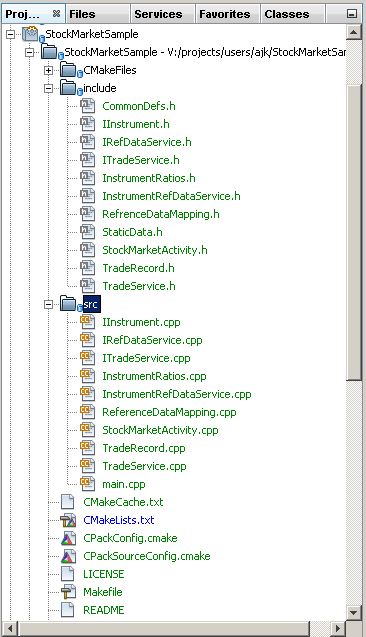 Proj... Files Services Favorites Classes
StockMarketSample
StockMarketSample - V:/projects/users/ajk/StockMarketSar
CMakeFiles
include
CommonDefs.h
IInstrument.h
IRefDataService.h
ITradeService.h
InstrumentRatios.h
InstrumentRefDataService.h
RefrenceDataMapping.h
StaticData.h
StockMarketActivity.h
TradeRecord.h
TradeService.h
src
IInstrument.cpp
IRefDataService.cpp
ITradeService.cpp
InstrumentRatios.cpp
InstrumentRefDataService.cpp
ReferenceDataMapping.cpp
StockMarketActivity.cpp
TradeRecord.cpp
TradeService.cpp
main.cpp
CMakeCache.txt
CMakeLists.txt
CPackConfig.cmake
CPackSourceConfig.cmake
LICENSE
Makefile
README